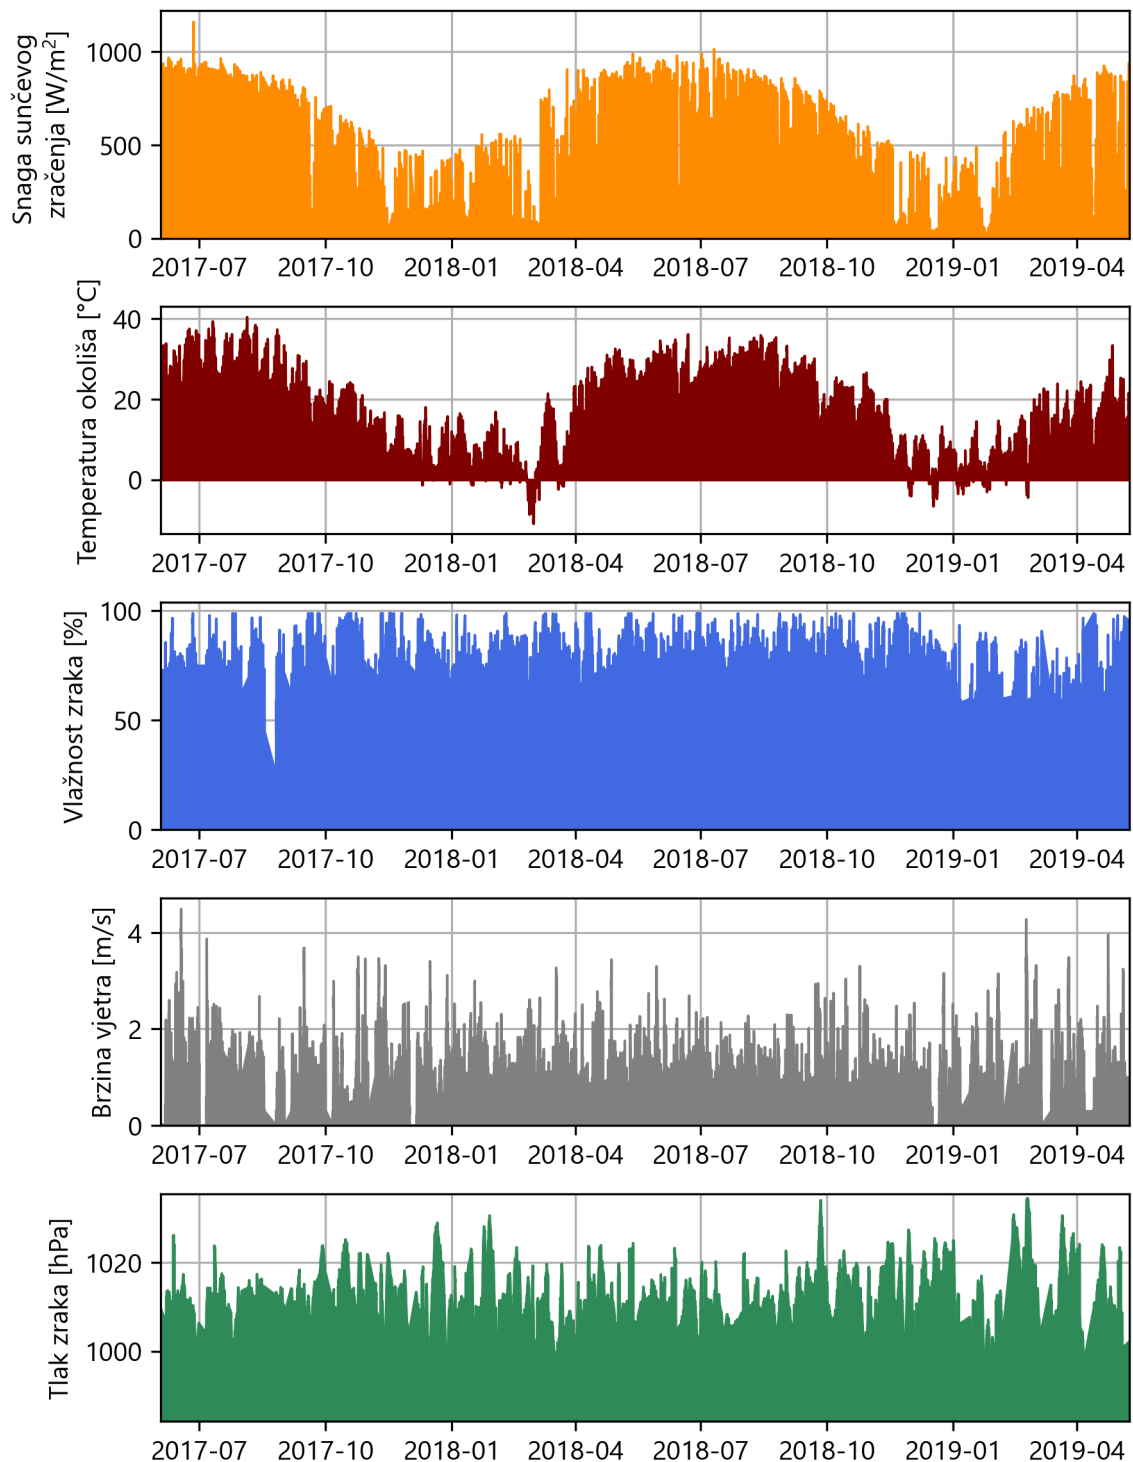 Snaga sunčevog
zračenja [W/m²]
1000
500
0
2017-07 2017-10 2018-01 2018-04 2018-07 2018-10 2019-01 2019-04
Temperatura okoliša [°C]
40
20
0
2017-07 2017-10 2018-01 2018-04 2018-07 2018-10 2019-01 2019-04
Vlažnost zraka [%]
100
50
0
2017-07 2017-10 2018-01 2018-04 2018-07 2018-10 2019-01 2019-04
Brzina vjetra [m/s]
4
2
0
2017-07 2017-10 2018-01 2018-04 2018-07 2018-10 2019-01 2019-04
Tlak zraka [hPa]
1020
1000
2017-07 2017-10 2018-01 2018-04 2018-07 2018-10 2019-01 2019-04